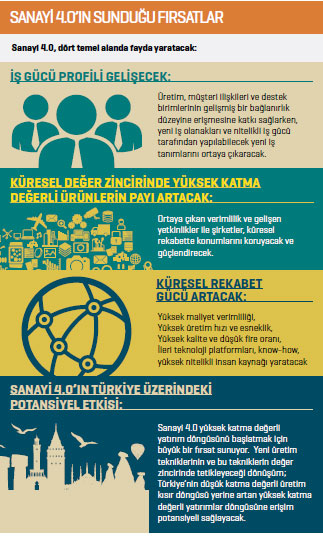 SANAYİ 4.0’IN SUNDUĞU FIRSATLAR
Sanayi 4.0, dört temel alanda fayda yaratacak:
İŞ GÜCÜ PROFİLİ GELİŞECEK:
Üretim, müşteri ilişkileri ve destek
birimlerinin gelişmiş bir bağlanırlık
düzeyine erişmesine katkı sağlarken,
yeni iş olanakları ve nitelikli iş gücü
tarafından yapılabilecek yeni iş
tanımlarını ortaya çıkaracak.
KÜRESEL DEĞER ZİNCİRİNDE YÜKSEK KATMA
DEĞERLİ ÜRÜNLERİN PAYI ARTACAK:
Ortaya çıkan verimlilik ve gelişen
yetkinlikler ile şirketler, küresel
rekabette konumlarını koruyacak ve
güçlendirecek.
KÜRESEL REKABET
GÜCÜ ARTACAK:
Yüksek maliyet verimliliği,
Yüksek üretim hızı ve esneklik,
Yüksek kalite ve düşük fire oranı,
İleri teknoloji platformları, know-how,
yüksek nitelikli insan kaynağı yaratacak
SANAYİ 4.0’IN TÜRKİYE ÜZERİNDEKİ
POTANSİYEL ETKİSİ:
Sanayi 4.0 yüksek katma değerli
yatırım döngüsünü başlatmak için
büyük bir fırsat sunuyor. Yeni üretim
tekniklerinin ve bu tekniklerin değer
zincirinde tetikleyeceği dönüşüm;
Türkiye’nin düşük katma değerli üretim
kısır döngüsü yerine artan yüksek katma
değerli yatırımlar döngüsüne erişim
potansiyeli sağlayacak.